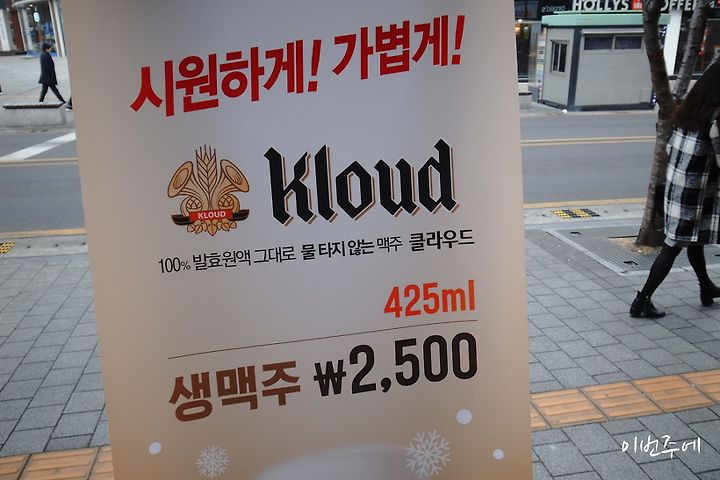 HOLLYS COFFEE
시원하게! 가볍게!
Kloud
KLOUD
100% 발효원액 그대로 물 타지 않는 맥주 클라우드
425ml
생맥주 ₩2,500
이번주에